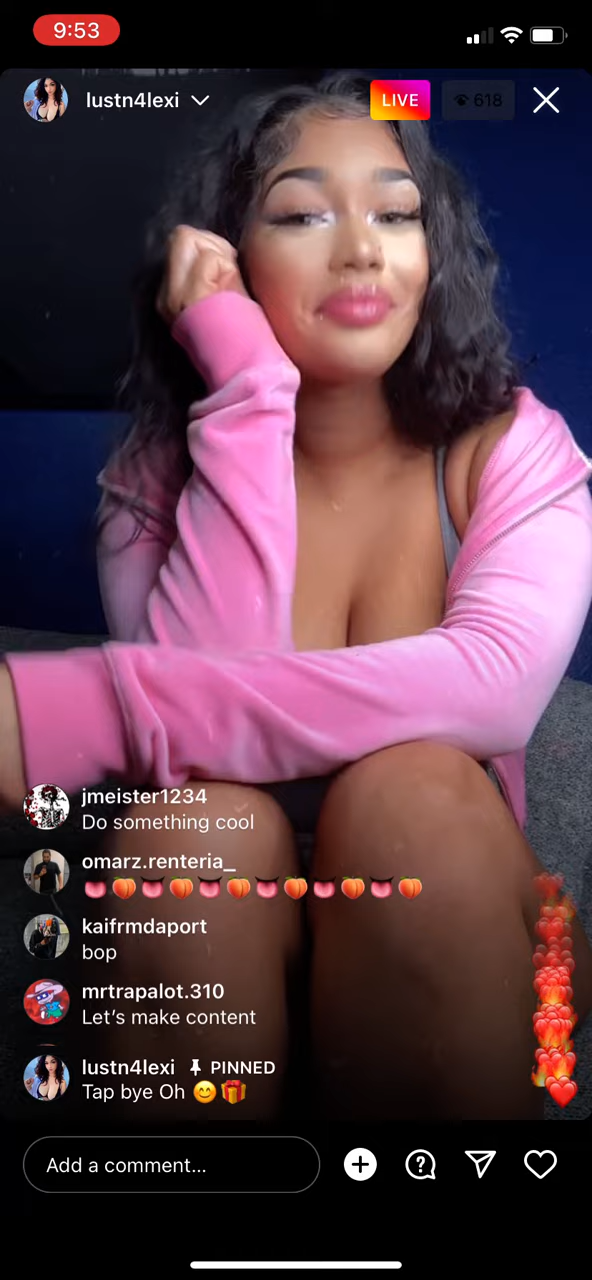 9:53
lustn4lexi
LIVE
618
jmeister1234
Do something cool
omarz.renteria_
👅🍑👅🍑👅🍑👅🍑👅🍑👅🍑
kaifrmdaport
bop
mrtrapalot.310
Let's make content
lustn4lexi PINNED
Tap bye Oh 😊🎁
Add a comment...